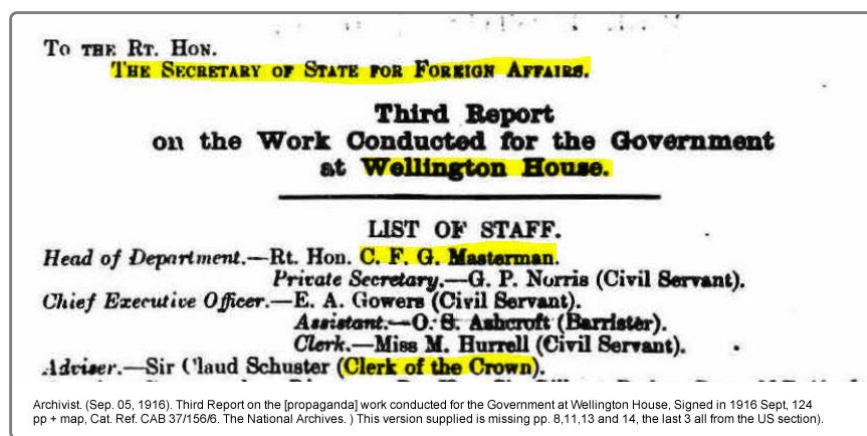 To the Rt. Hon.
The Secretary of State for Foreign Affairs.
Third Report
on the Work Conducted for the Government
at Wellington House.
LIST OF STAFF.
Head of Department.—Rt. Hon. C. F. G. Masterman.
Private Secretary.—G. P. Norris (Civil Servant).
Chief Executive Officer.—E. A. Gowers (Civil Servant).
Assistant.—O. S. Ashcroft (Barrister).
Clerk.—Miss M. Hurrell (Civil Servant).
Adviser.—Sir Claud Schuster (Clerk of the Crown).
Archivist. (Sep. 05, 1916). Third Report on the [propaganda] work conducted for the Government at Wellington House, Signed in 1916 Sept, 124
pp + map, Cat. Ref. CAB 37/156/6. The National Archives. ) This version supplied is missing pp. 8,11,13 and 14, the last 3 all from the US section).